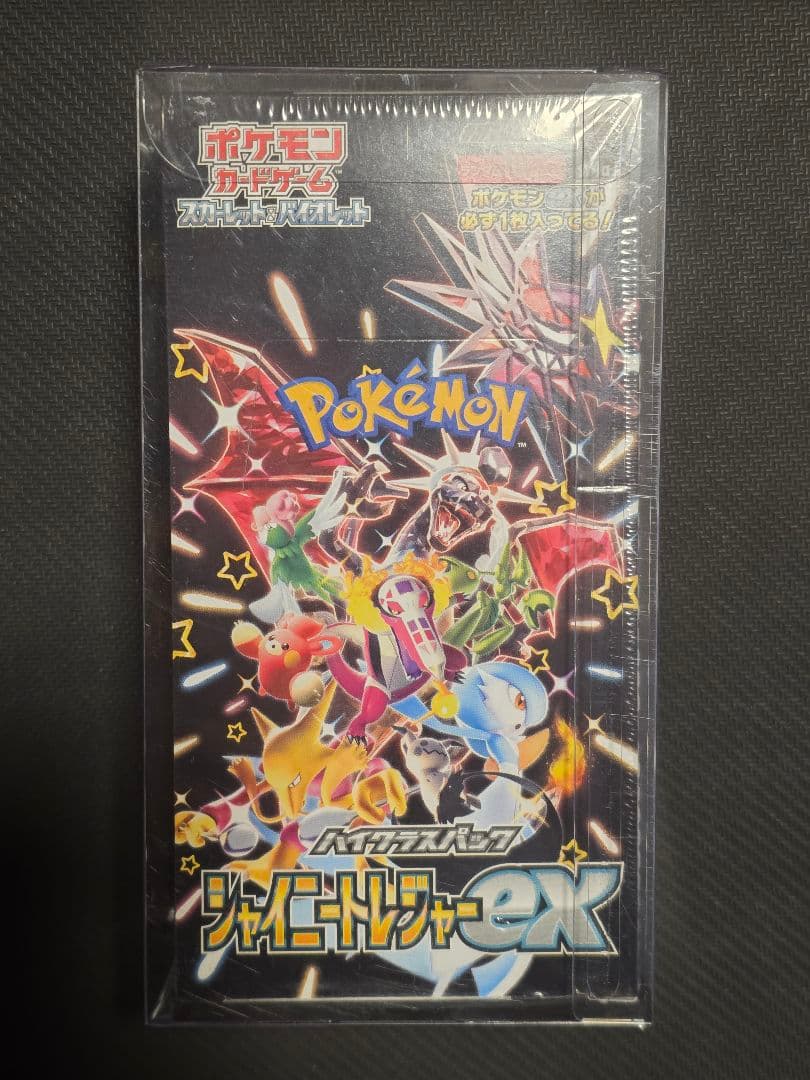 ポケモン
カードゲーム
スカーレット&バイオレット
ポケモン が
必ず1枚入ってる!
POKéMON
TM
ハイクラスパック
シャイニートレジャーex